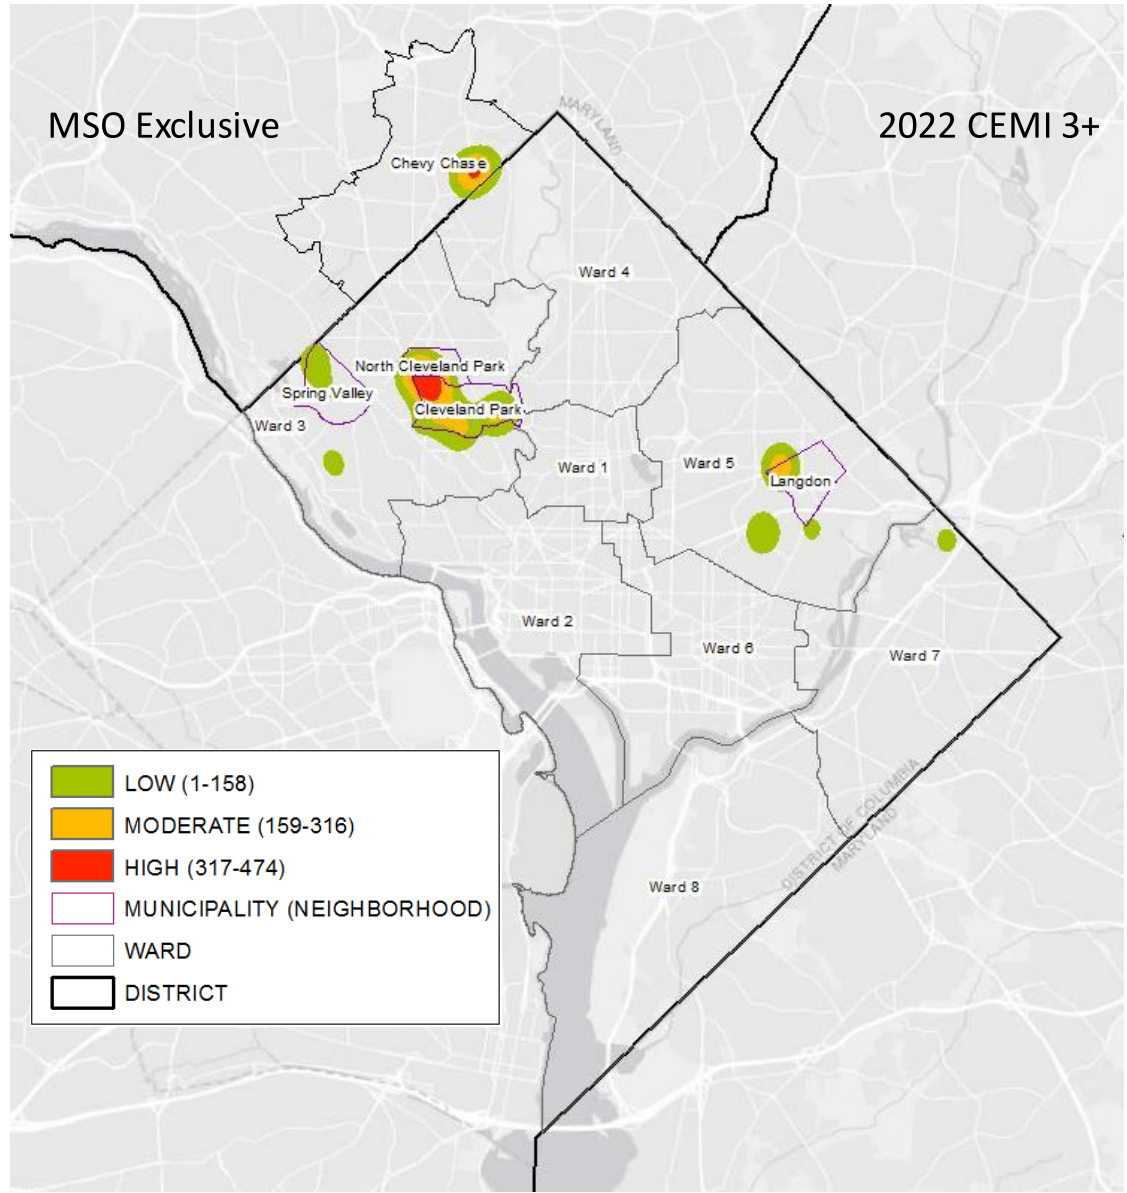 MSO Exclusive
2022 CEMI 3+
MARYLAND
Chevy Chase
Ward 4
North Cleveland Park
Spring Valley
Cleveland Park
Ward 3
Ward 1
Ward 5
Langdon
Ward 2
Ward 6
Ward 7
DISTRICT OF COLUMBIA
MARYLAND
Ward 8
LOW (1-158)
MODERATE (159-316)
HIGH (317-474)
MUNICIPALITY (NEIGHBORHOOD)
WARD
DISTRICT